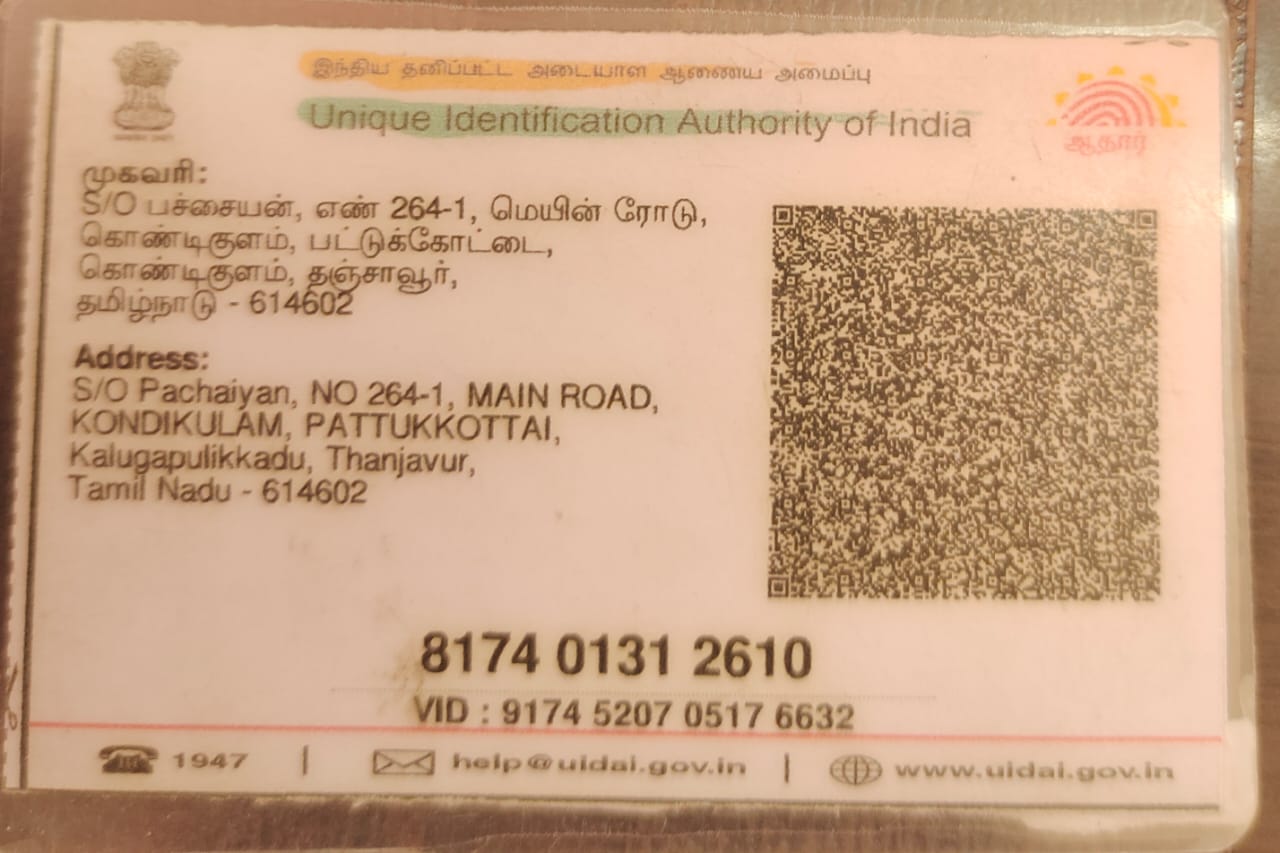 இந்திய தனிப்பட்ட அடையாள ஆணைய அமைப்பு
Unique Identification Authority of India
ஆதார்
முகவரி:
S/O பச்சையன், எண் 264-1, மெயின் ரோடு,
கொண்டிகுளம், பட்டுக்கோட்டை,
கொண்டிகுளம், தஞ்சாவூர்,
தமிழ்நாடு - 614602
Address:
S/O Pachaiyan, NO 264-1, MAIN ROAD,
KONDIKULAM, PATTUKKOTTAI,
Kalugapulikkadu, Thanjavur,
Tamil Nadu - 614602
8174 0131 2610
VID : 9174 5207 0517 6632
1947 | help@uidai.gov.in | www.uidai.gov.in